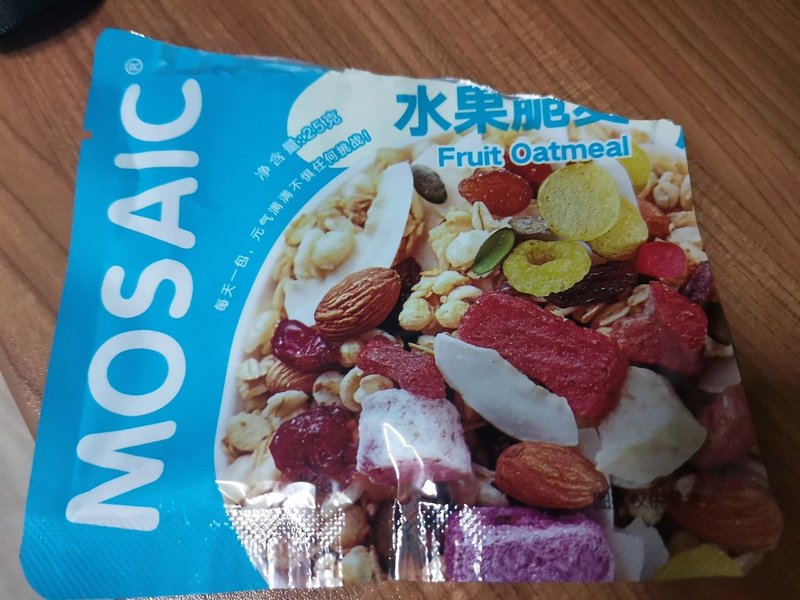 MOSAIC®
水果脆
Fruit Oatmeal
净含量:25克
每天一包,元气满满不惧任何挑战!